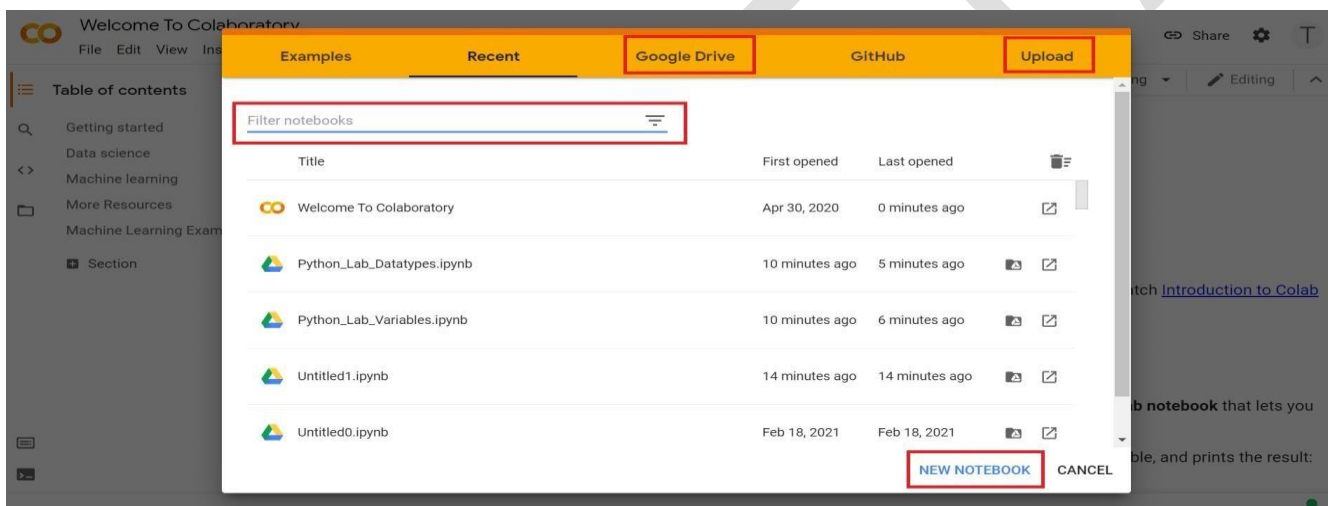 Welcome To Colaboratory
File Edit View Ins
Share T
Examples Recent Google Drive GitHub Upload
Table of contents
Editing
Filter notebooks
Getting started
Data science
Machine learning
More Resources
Machine Learning Exam
Section
Title First opened Last opened
Welcome To Colaboratory Apr 30, 2020 0 minutes ago
Python_Lab_Datatypes.ipynb 10 minutes ago 5 minutes ago
Python_Lab_Variables.ipynb 10 minutes ago 6 minutes ago
Untitled1.ipynb 14 minutes ago 14 minutes ago
Untitled0.ipynb Feb 18, 2021 Feb 18, 2021
Introduction to Colab
notebook that lets you
and prints the result:
NEW NOTEBOOK CANCEL